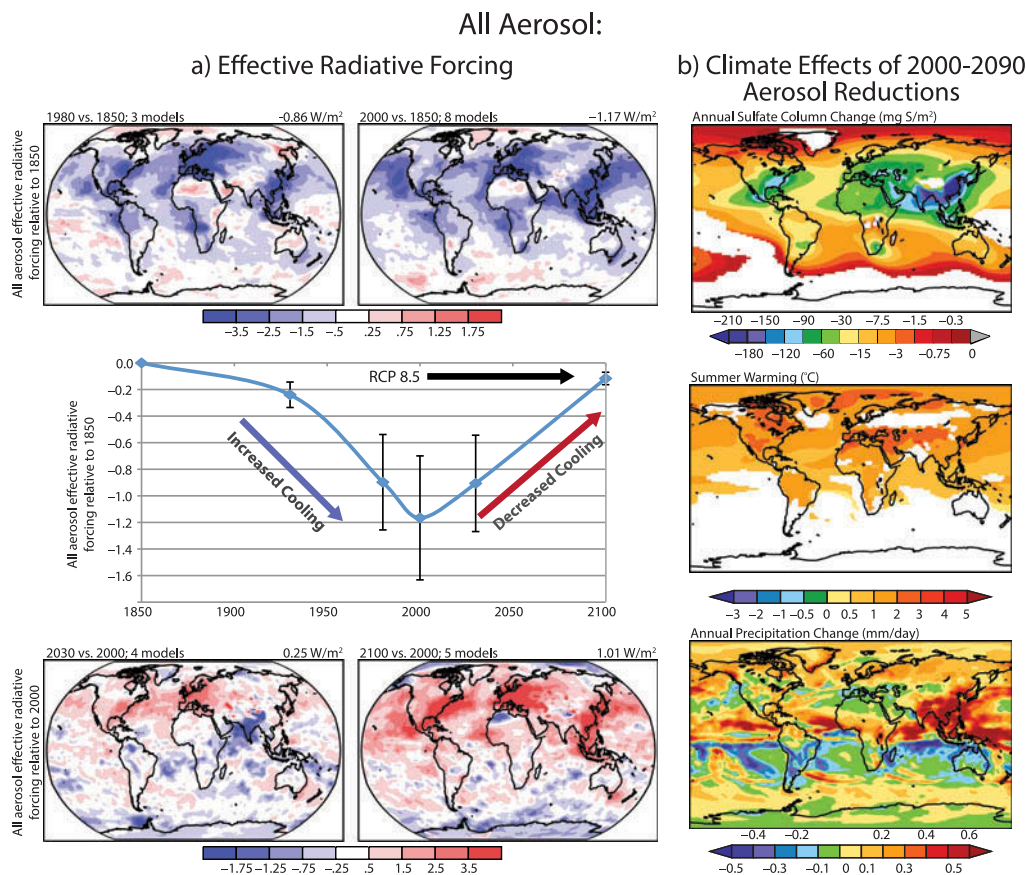 All Aerosol:
a) Effective Radiative Forcing
1980 vs. 1850; 3 models
-0.86 W/m²
2000 vs. 1850; 8 models
−1.17 W/m²
All aerosol effective radiative
forcing relative to 1850
−3.5 −2.5 −1.5 −.5 .25 .75 1.25 1.75
All aerosol effective radiative
forcing relative to 1850
0.0
−0.2
−0.4
−0.6
−0.8
−1.0
−1.2
−1.4
−1.6
RCP 8.5
Increased Cooling
Decreased Cooling
1850 1900 1950 2000 2050 2100
2030 vs. 2000; 4 models
0.25 W/m²
2100 vs. 2000; 5 models
1.01 W/m²
All aerosol effective radiative
forcing relative to 2000
−1.75 −1.25 −.75 −.25 .5 1.5 2.5 3.5
b) Climate Effects of 2000-2090
Aerosol Reductions
Annual Sulfate Column Change (mg S/m²)
−210 −150 −90 −30 −7.5 −1.5 −0.3
−180 −120 −60 −15 −3 −0.75 0
Summer Warming (°C)
−3 −2 −1 −0.5 0 0.5 1 2 3 4 5
Annual Precipitation Change (mm/day)
−0.4 −0.2 0.2 0.4 0.6
−0.5 −0.3 −0.1 0 0.1 0.3 0.5